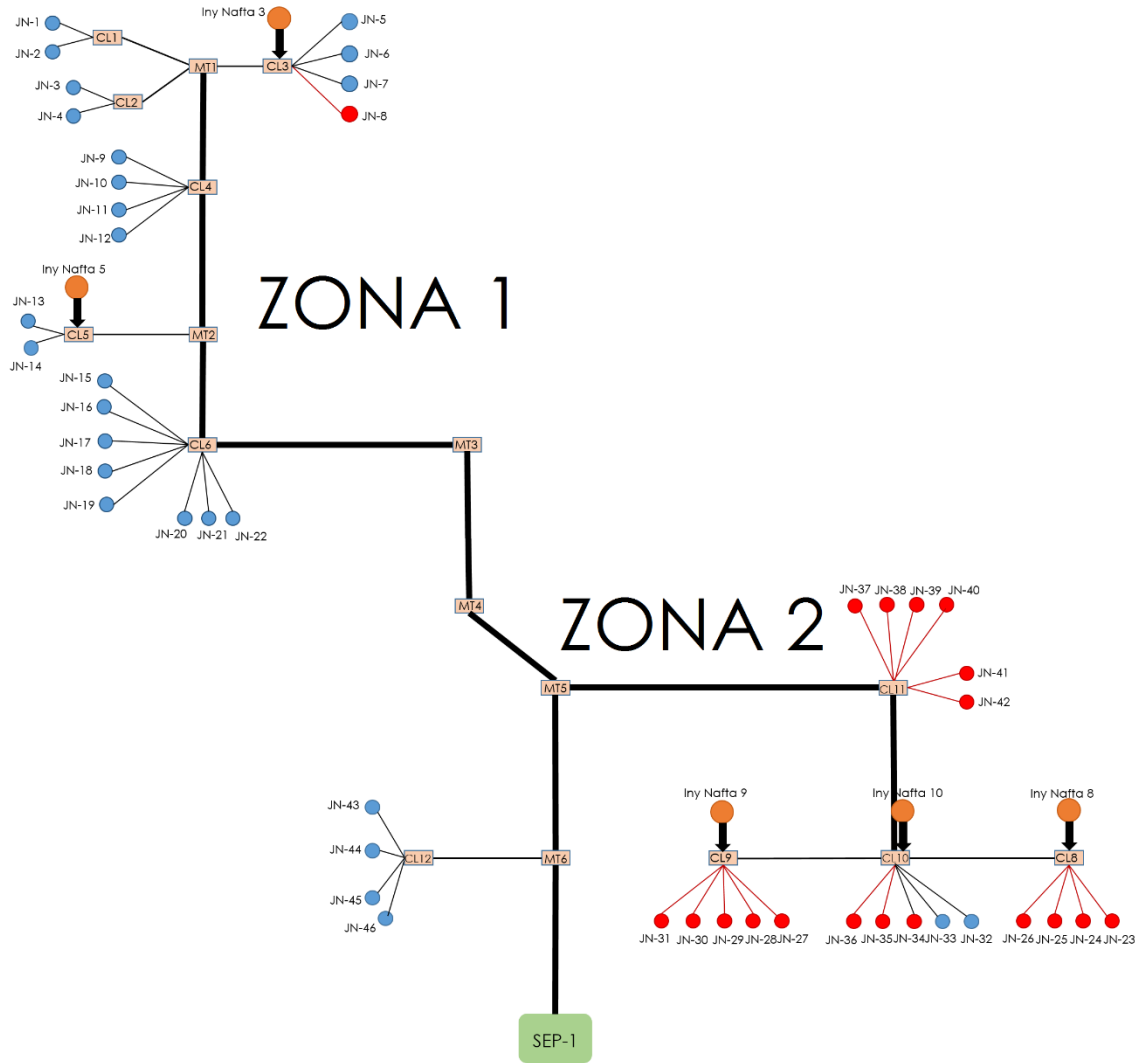 Iny Nafta 3
JN-1
CL1
JN-2
JN-5
JN-6
MT1
CL3
JN-7
JN-3
CL2
JN-4
JN-8
JN-9
JN-10
CL4
JN-11
JN-12
Iny Nafta 5
ZONA 1
JN-13
CL5
MT2
JN-14
JN-15
JN-16
JN-17
CL6
MT3
JN-18
JN-19
JN-20
JN-21
JN-22
JN-37
JN-38
JN-39
JN-40
MT4
ZONA 2
JN-41
MT5
CL11
JN-42
Iny Nafta 9
Iny Nafta 10
Iny Nafta 8
JN-43
JN-44
CL12
MT6
CL9
CL10
CL8
JN-45
JN-46
JN-31
JN-30
JN-29
JN-28
JN-27
JN-36
JN-35
JN-34
JN-33
JN-32
JN-26
JN-25
JN-24
JN-23
SEP-1